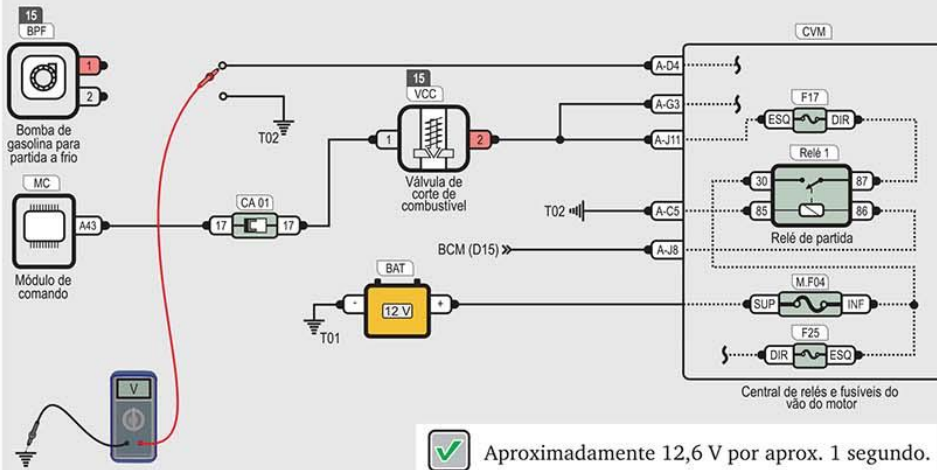 15
BPF
1
2
Bomba de
gasolina para
partida a frio
MC
A43
Módulo de
comando
V
T02
CA 01
17
17
15
VCC
1
2
Válvula de
corte de
combustível
T02
BCM (D15)
BAT
-
12 V
+
T01
CVM
A-D4
A-G3
A-J11
A-C5
A-J8
F17
ESQ
DIR
Relé 1
30
87
85
86
Relé de partida
M.F04
SUP
INF
F25
DIR
ESQ
Central de relés e fusíveis do
vão do motor
Aproximadamente 12,6 V por aprox. 1 segundo.